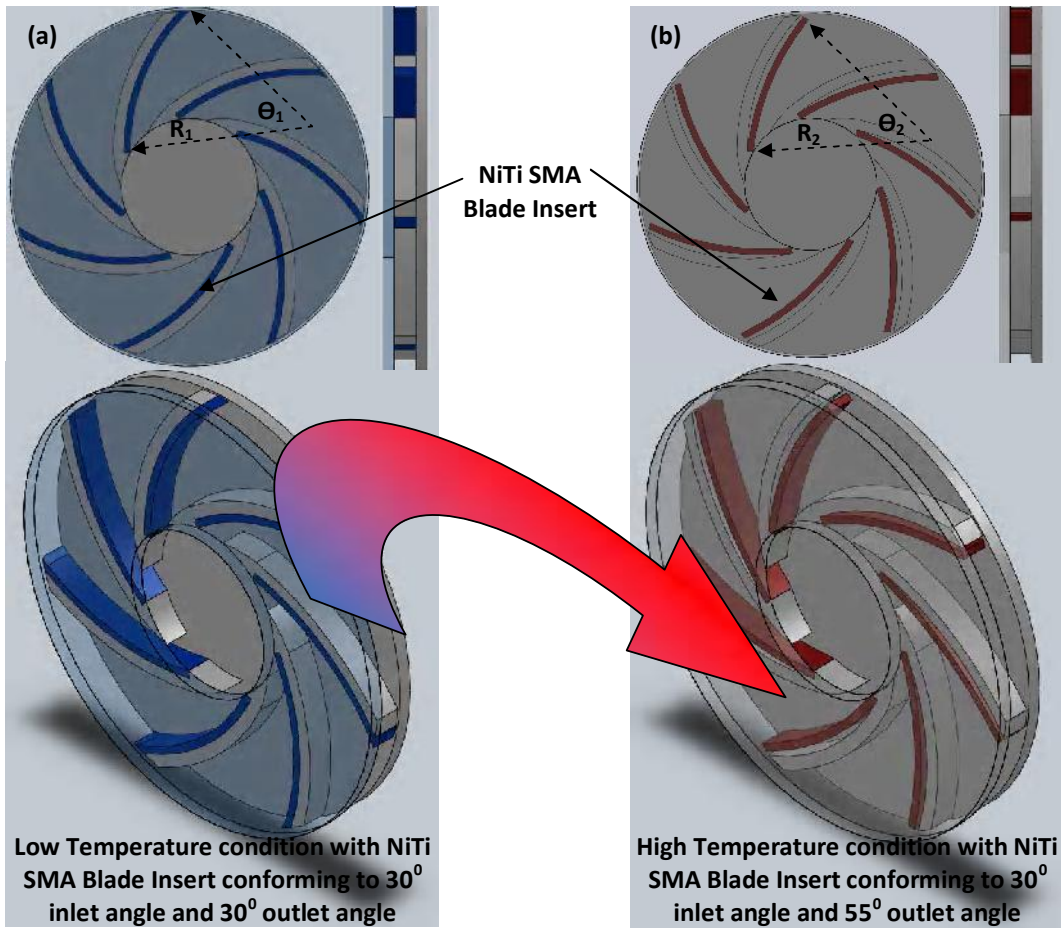 (a)
(b)
Ɵ₁
R₁
Ɵ₂
R₂
NiTi SMA
Blade Insert
Low Temperature condition with NiTi
SMA Blade Insert conforming to 30⁰
inlet angle and 30⁰ outlet angle
High Temperature condition with NiTi
SMA Blade Insert conforming to 30⁰
inlet angle and 55⁰ outlet angle